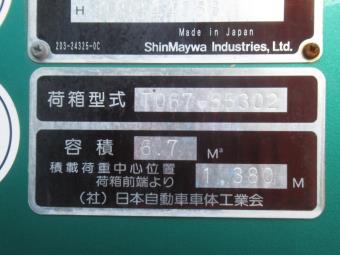 H
Made in Japan
203-24325-0C
ShinMaywa Industries, Ltd.
荷箱型式 T067-55302
容積 6.7 M³
積載荷重中心位置
荷箱前端より 1.380 M
(社)日本自動車車体工業会